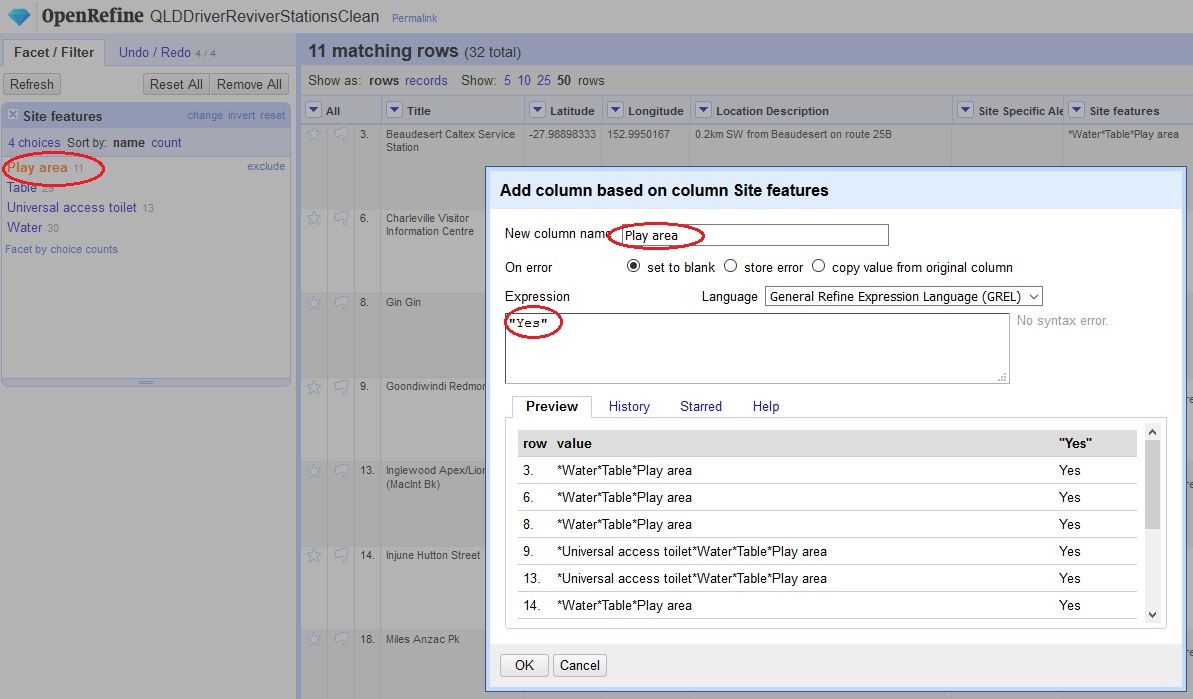 OpenRefine QLDDriverReviverStationsClean Permalink
Facet / Filter Undo / Redo 4 / 4
Refresh Reset All Remove All
Site features change invert reset
4 choices Sort by: name count
Play area 11 exclude
Table 29
Universal access toilet 13
Water 30
Facet by choice counts
11 matching rows (32 total)
Show as: rows records Show: 5 10 25 50 rows
All Title Latitude Longitude Location Description Site Specific Ale Site features
3. Beaudesert Caltex Service -27.98898333 152.9950167 0.2km SW from Beaudesert on route 25B *Water*Table*Play area
Station
6. Charleville Visitor
Information Centre
8. Gin Gin
9. Goondiwindi Redmon
13. Inglewood Apex/Lion
(MacInt Bk)
14. Injune Hutton Street
18. Miles Anzac Pk
Add column based on column Site features
New column name Play area
On error set to blank store error copy value from original column
Expression Language General Refine Expression Language (GREL)
"Yes" No syntax error.
Preview History Starred Help
row value "Yes"
3. *Water*Table*Play area Yes
6. *Water*Table*Play area Yes
8. *Water*Table*Play area Yes
9. *Universal access toilet*Water*Table*Play area Yes
13. *Universal access toilet*Water*Table*Play area Yes
14. *Water*Table*Play area Yes
OK Cancel